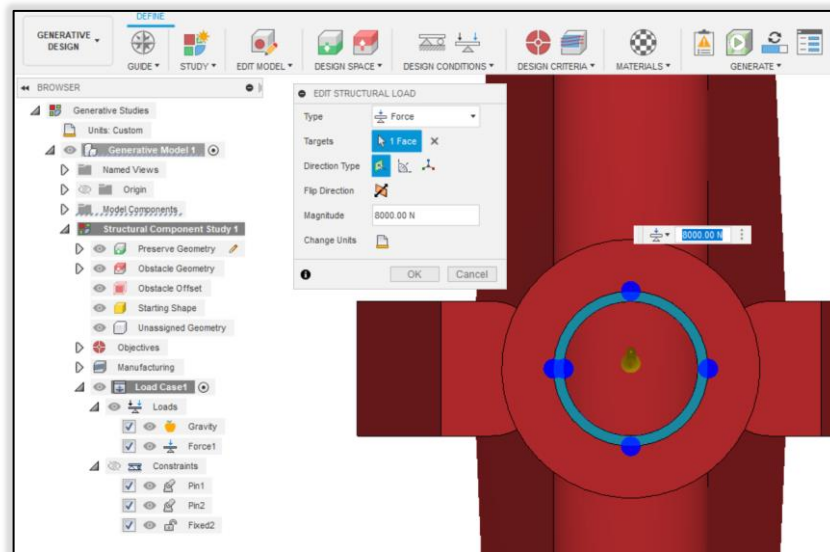 DEFINE
GENERATIVE
DESIGN
GUIDE
STUDY
EDIT MODEL
DESIGN SPACE
DESIGN CONDITIONS
DESIGN CRITERIA
MATERIALS
GENERATE
BROWSER
Generative Studies
Units: Custom
Generative Model 1
Named Views
Origin
Model Components
Structural Component Study 1
Preserve Geometry
Obstacle Geometry
Obstacle Offset
Starting Shape
Unassigned Geometry
Objectives
Manufacturing
Load Case1
Loads
Gravity
Force1
Constraints
Pin1
Pin2
Fixed2
EDIT STRUCTURAL LOAD
Type Force
Targets 1 Face
Direction Type
Flip Direction
Magnitude 8000.00 N
Change Units
OK Cancel
8000.00 N